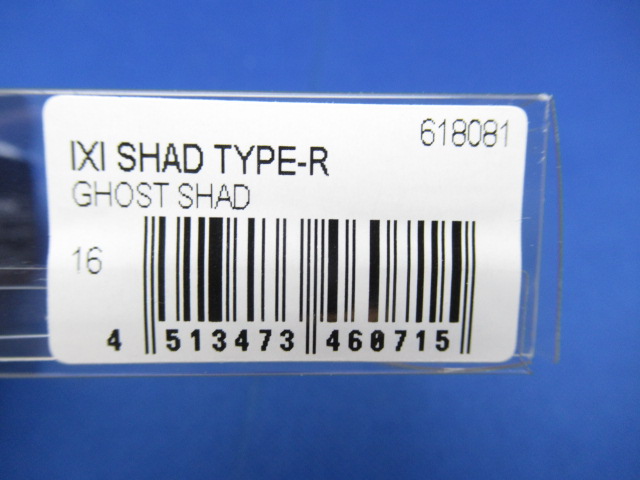 618081
IXI SHAD TYPE-R
GHOST SHAD
16
4 513473 460715